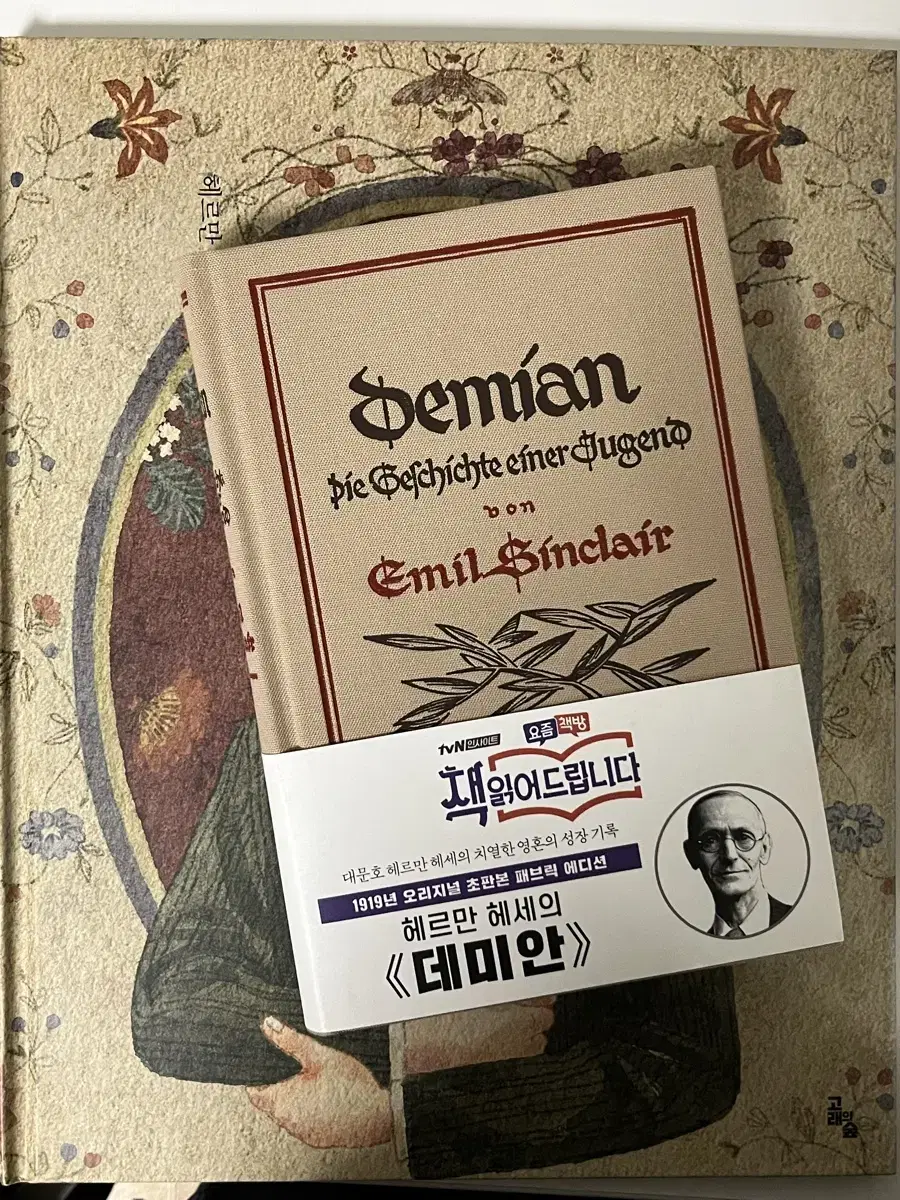 헤르만
Demian
Die Geschichte einer Jugend
von
Emil Sinclair
tvN 인사이트
요즘 책방
책 읽어드립니다
대문호 헤르만 헤세의 치열한 영혼의 성장 기록
1919년 오리지널 초판본 패브릭 에디션
헤르만 헤세의
《데미안》
고래의숲